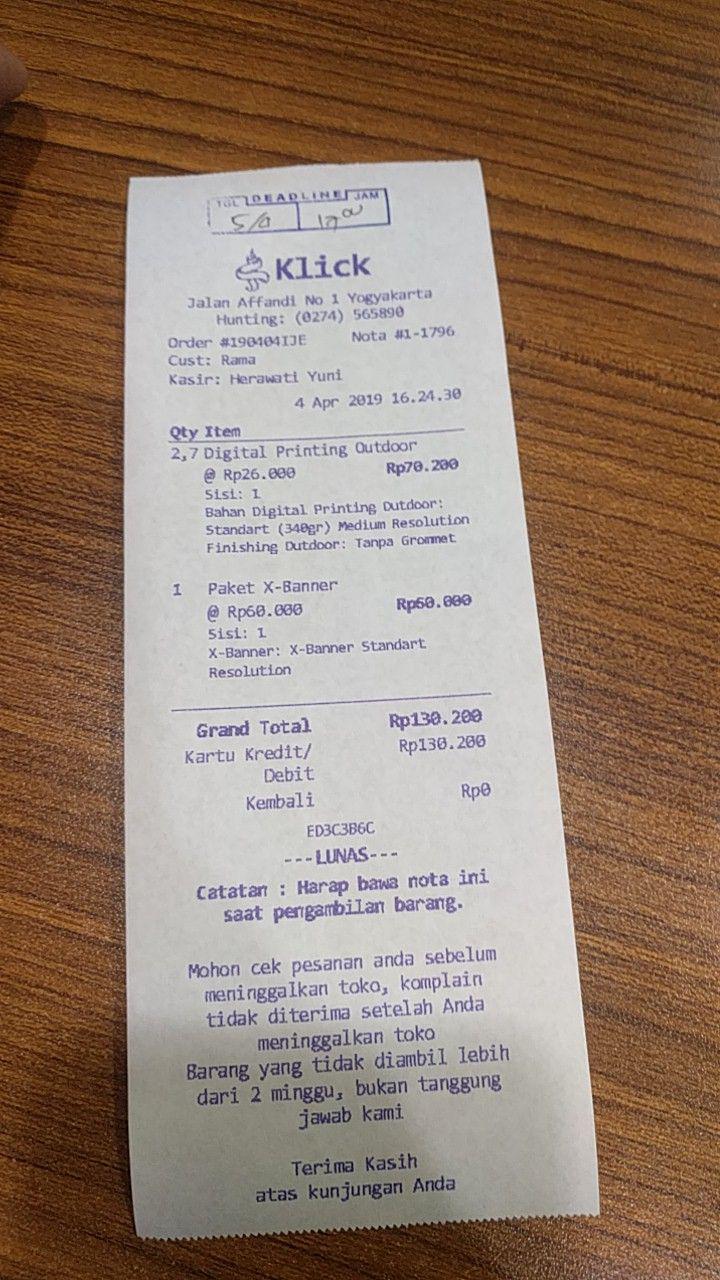 TGL DEADLINE JAM
Klick
Jalan Affandi No 1 Yogyakarta
Hunting: (0274) 565890
Order #190404IJE Nota #1-1796
Cust: Rama
Kasir: Herawati Yuni
4 Apr 2019 16.24.30
Qty Item
2,7 Digital Printing Outdoor
@ Rp26.000 Rp70.200
Sisi: 1
Bahan Digital Printing Outdoor:
Standart (340gr) Medium Resolution
Finishing Outdoor: Tanpa Grommet
1 Paket X-Banner
@ Rp60.000 Rp60.000
Sisi: 1
X-Banner: X-Banner Standart
Resolution
Grand Total Rp130.200
Kartu Kredit/ Rp130.200
Debit
Kembali Rp0
ED3C3B6C
---LUNAS---
Catatan : Harap bawa nota ini
saat pengambilan barang.
Mohon cek pesanan anda sebelum
meninggalkan toko, komplain
tidak diterima setelah Anda
meninggalkan toko
Barang yang tidak diambil lebih
dari 2 minggu, bukan tanggung
jawab kami
Terima Kasih
atas kunjungan Anda